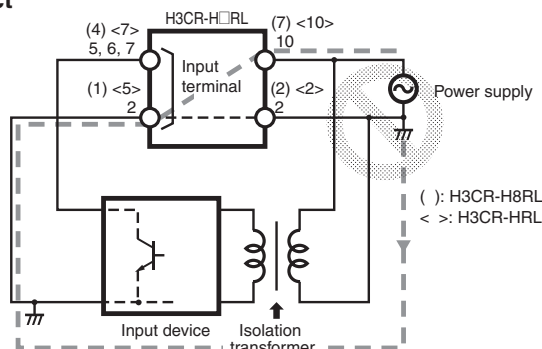 ct
H3CR-H□RL
(4) <7>
5, 6, 7
(7) <10>
10
Input
terminal
(1) <5>
2
(2) <2>
2
Power supply
( ): H3CR-H8RL
< >: H3CR-HRL
Input device
Isolation
transformer